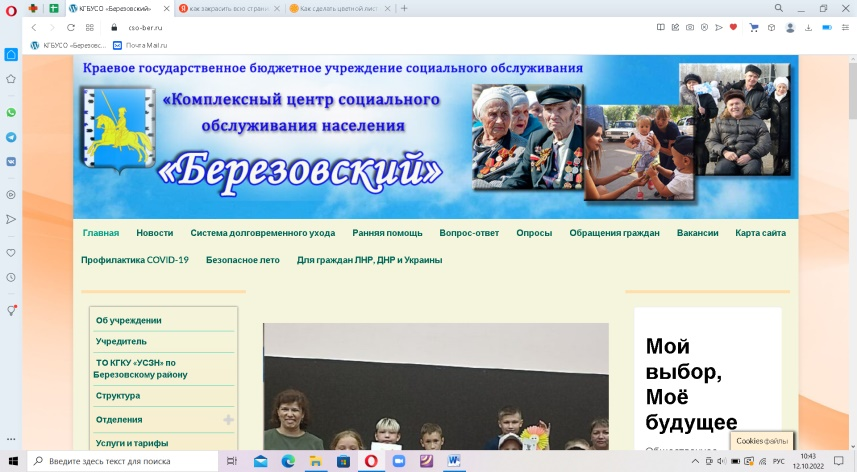 КГБУСО «Березовский»
как закрасить всю страни
Как сделать цветной лист
cso-ber.ru
КГБУСО «Березовс...
Почта Mail.ru
Краевое государственное бюджетное учреждение социального обслуживания
«Комплексный центр социального
обслуживания населения
«Березовский»
Главная Новости Система долговременного ухода Ранняя помощь Вопрос-ответ Опросы Обращения граждан Вакансии Карта сайта
Профилактика COVID-19 Безопасное лето Для граждан ЛНР, ДНР и Украины
Об учреждении
Учредитель
ТО КГКУ «УСЗН» по
Березовскому району
Структура
Отделения
Услуги и тарифы
Мой
выбор,
Моё
будущее
Cookies файлы
Введите здесь текст для поиска
РУС
10:43
12.10.2022